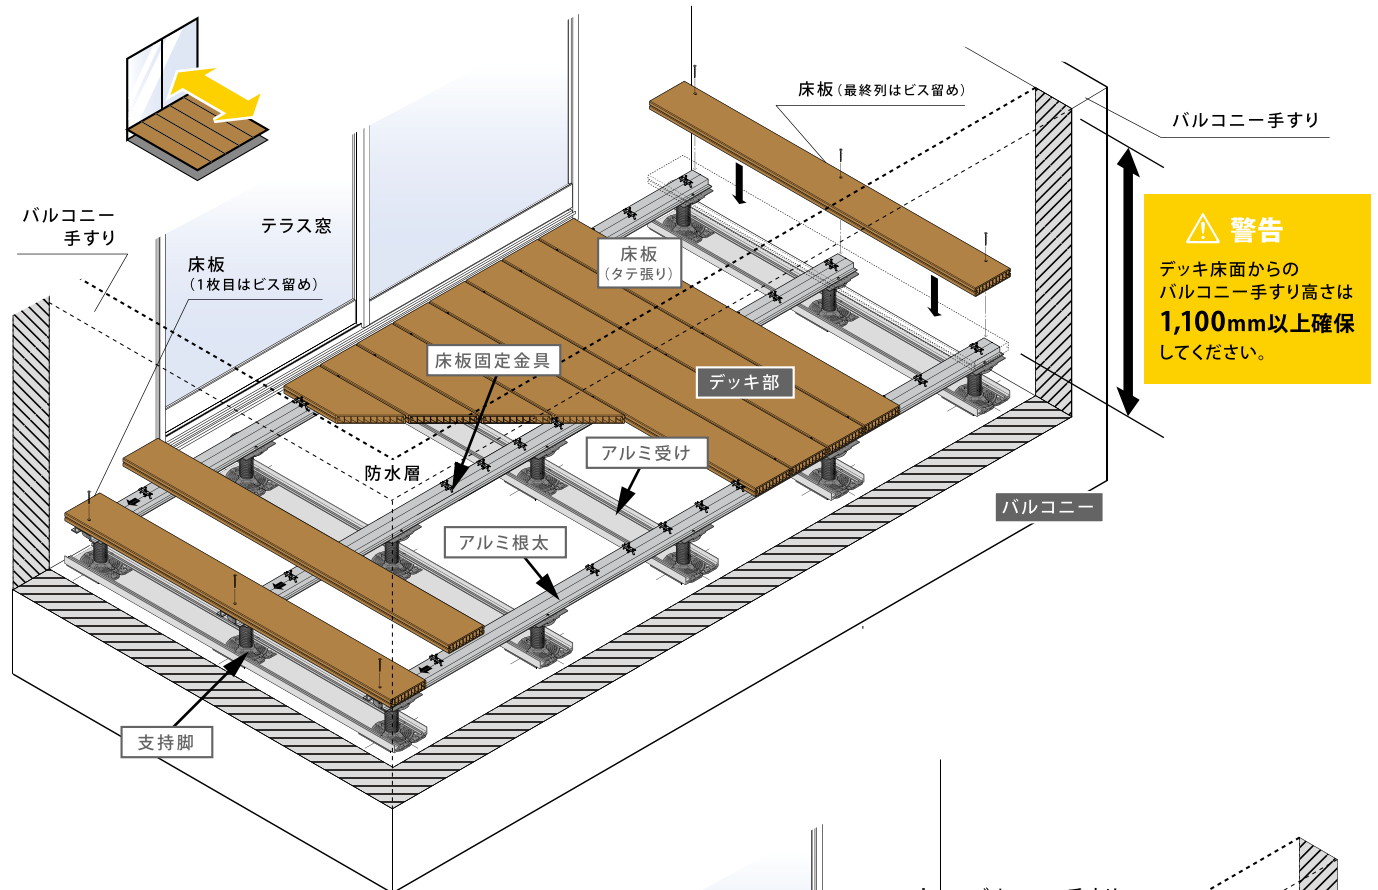 床板(最終列はビス留め)
バルコニー手すり
警告
デッキ床面からの
バルコニー手すり高さは
1,100mm以上確保
してください。
バルコニー
手すり
テラス窓
床板
(1枚目はビス留め)
床板
(タテ張り)
床板固定金具
デッキ部
アルミ受け
防水層
バルコニー
アルミ根太
支持脚